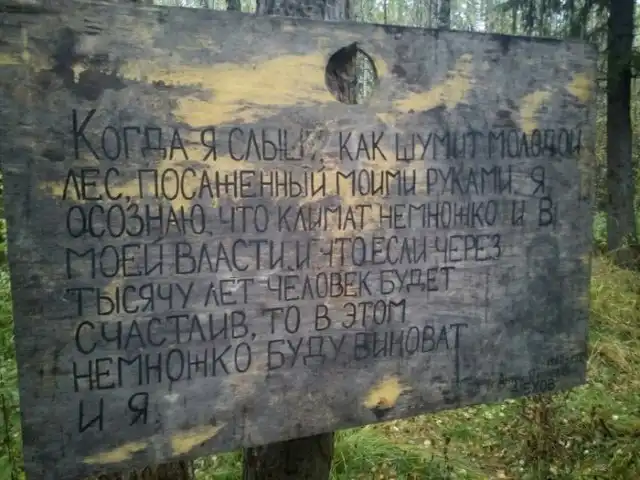 КОГДА Я СЛЫШУ, КАК ШУМИТ МОЛОДОЙ
ЛЕС, ПОСАЖЕННЫЙ МОИМИ РУКАМИ, Я
ОСОЗНАЮ, ЧТО КЛИМАТ НЕМНОЖКО И В
МОЕЙ ВЛАСТИ, И ЧТО ЕСЛИ ЧЕРЕЗ
ТЫСЯЧУ ЛЕТ ЧЕЛОВЕК БУДЕТ
СЧАСТЛИВ, ТО В ЭТОМ
НЕМНОЖКО БУДУ ВИНОВАТ
И Я